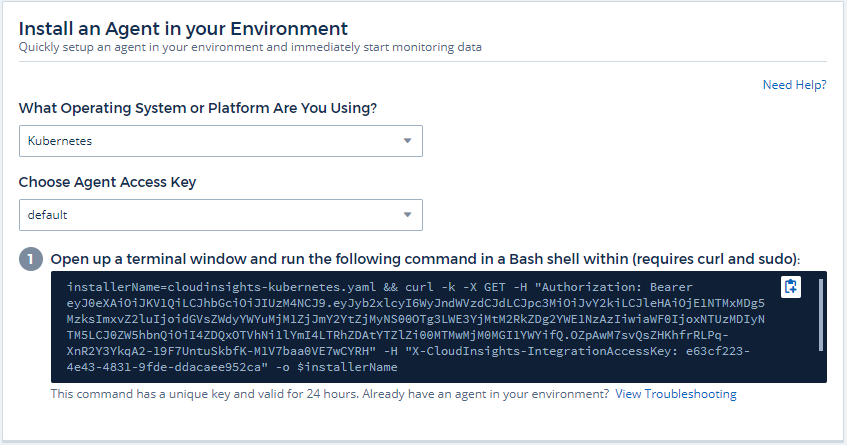 Install an Agent in your Environment
Quickly setup an agent in your environment and immediately start monitoring data
Need Help?
What Operating System or Platform Are You Using?
Kubernetes
Choose Agent Access Key
default
1 Open up a terminal window and run the following command in a Bash shell within (requires curl and sudo):
installerName=cloudinsights-kubernetes.yaml && curl -k -X GET -H "Authorization: Bearer
eyJ0eXAiOiJKV1QiLCJhbGciOiJIUzM4NCJ9.eyJyb2xlcyI6WyJndWVzdCJdLCJpc3MiOiJvY2kiLCJleHAiOjE1NTMxMDg5
MzksImxvZ2luIjoidGVsZWdyYWYuMjM1ZjJmY2YtZjMyNS00OTg3LWE3YjMtM2RkZDg2YWE1NzAzIiwiaWF0IjoxNTUzMDIyN
TM5LCJ0ZW5hbnQiOiI4ZDQxOTVhNi1lYmI4LTRhZDAtYTZlZi00MTMwMjM0MGI1YWYifQ.OZpAwM7svQsZHKhfrRLPq-
XnR2Y3YkqA2-l9F7UntuSkbfK-M1V7baa0VE7wCYRH" -H "X-CloudInsights-IntegrationAccessKey: e63cf223-
4e43-4831-9fde-ddacaee952ca" -o $installerName
This command has a unique key and valid for 24 hours. Already have an agent in your environment? View Troubleshooting